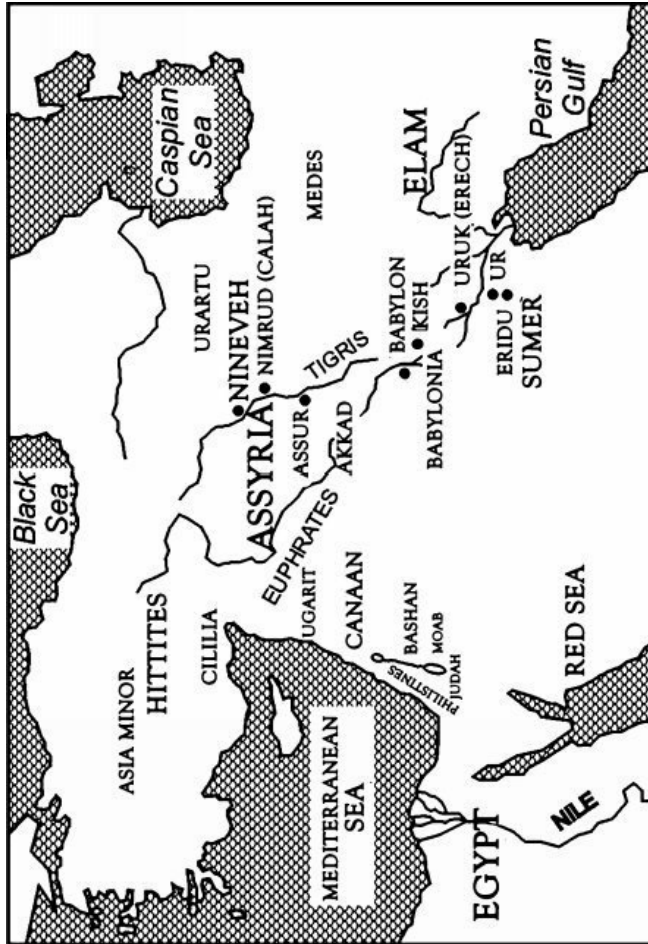 Black
Sea
Caspian
Sea
ASIA MINOR
HITTTITES
CILILIA
URARTU
NINEVEH
NIMRUD (CALAH)
MEDES
ASSYRIA
ASSUR
TIGRIS
EUPHRATES
AKKAD
UGARIT
MEDITERRANEAN
SEA
CANAAN
BASHAN
MOAB
PHILISTINES
JUDAH
BABYLON
KISH
BABYLONIA
ELAM
URUK (ERECH)
UR
ERIDU
SUMER
Persian
Gulf
EGYPT
NILE
RED SEA